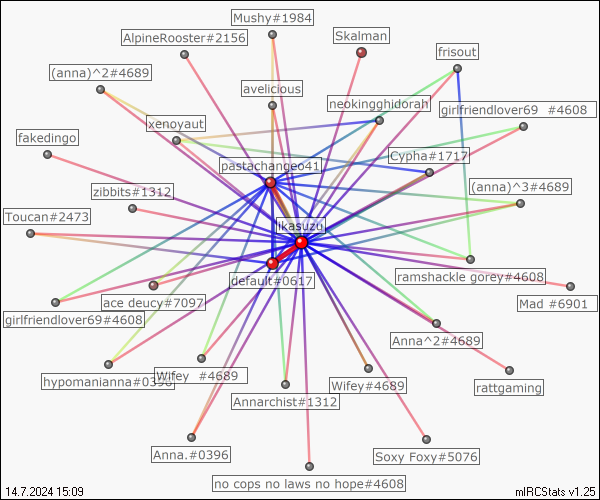 Mushy#1984
AlpineRooster#2156
Skalman
frisout
(anna)^2#4689
avelicious
neokingghidorah
girlfriendlover69 #4608
xenoyaut
fakedingo
Cypha#1717
pastachangeo41
zibbits#1312
(anna)^3#4689
Toucan#2473
ikasuzu
default#0617
ramshackle gorey#4608
ace deucy#7097
Mad #6901
girlfriendlover69#4608
Anna^2#4689
hypomanianna#0396
Wifey #4689
Wifey#4689
rattgaming
Annarchist#1312
Anna.#0396
Soxy Foxy#5076
no cops no laws no hope#4608
14.7.2024 15:09
mIRCStats v1.25